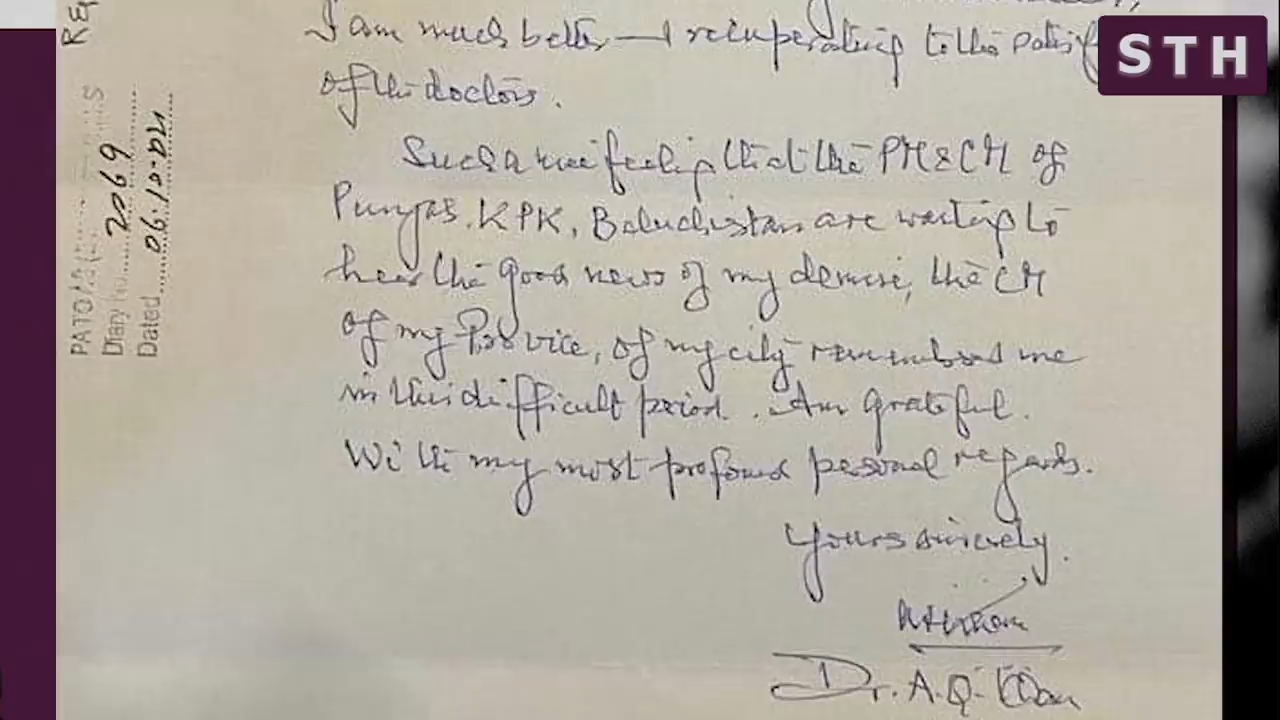 STH
I am much better — recuperating to the
of the doctors.
Such a nice feeling that the PM & CM of
Punjab, KPK, Baluchistan are waiting to
hear the good news of my demise, the CM
of my Province, of my city remembered me
in this difficult period. Am grateful.
With my most profound personal regards.
Yours sincerely.
Dr. A.Q. Khan
Diary No. 2069
Dated 06.10.